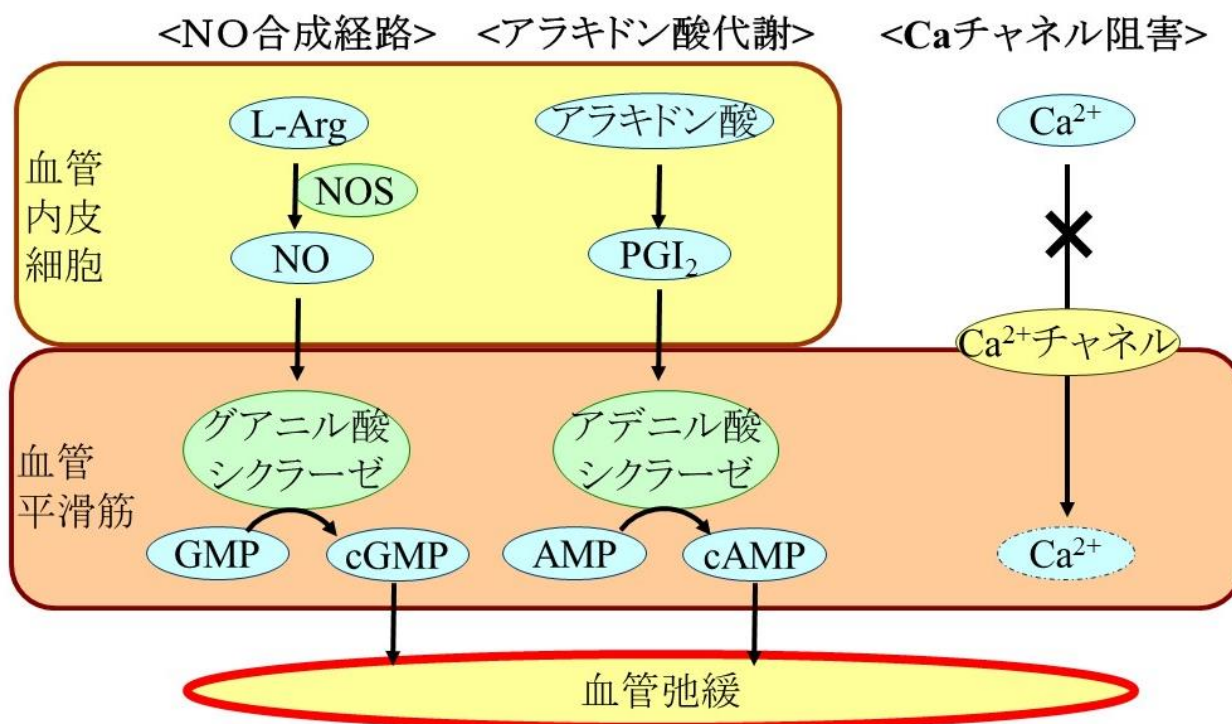 <NO合成経路> <アラキドン酸代謝> <Caチャネル阻害>
L-Arg
アラキドン酸
Ca²⁺
血管
内皮
細胞
NOS
NO
PGI₂
Ca²⁺チャネル
血管
平滑筋
グアニル酸
シクラーゼ
アデニル酸
シクラーゼ
GMP
cGMP
AMP
cAMP
Ca²⁺
血管弛緩